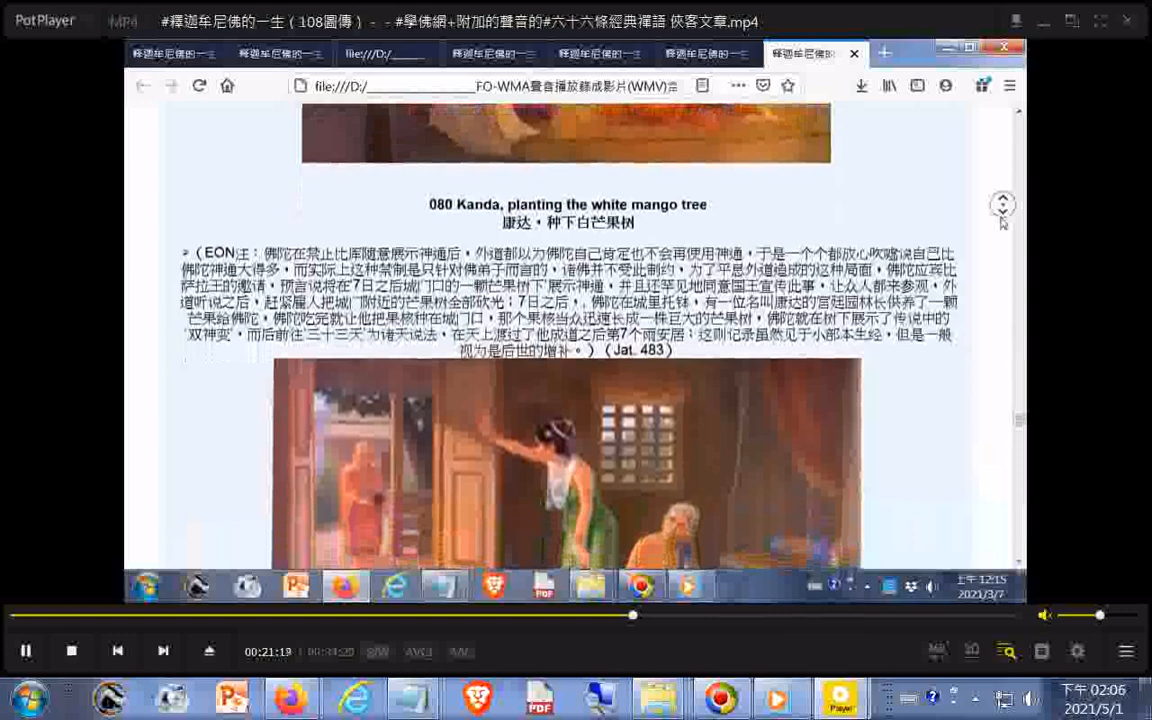 PotPlayer MP4 #釋迦牟尼佛的一生（108圖傳）- - #學佛網+附加的聲音的#六十六條經典禪語 俠客文章.mp4
釋迦牟尼佛的一生 釋迦牟尼佛的一生 file:///D:/______ 釋迦牟尼佛的一生 釋迦牟尼佛的一生 釋迦牟尼佛的一生 釋迦牟尼佛的
file:///D:/_______________FO-WMA聲音播放錄成影片(WMV)
080 Kanda, planting the white mango tree
康达，种下白芒果树
（EON注：佛陀在禁止比库随意展示神通后，外道都以为佛陀自己肯定也不会再使用神通，于是一个个都放心吹嘘说自己比
佛陀神通大得多，而实际上这种禁制是只针对佛弟子而言的，诸佛并不受此制约，为了平息外道造成的这种局面，佛陀应宾比
萨拉王的邀请，预言说将在7日之后城门口的一颗芒果树下展示神通，并且还罕见地同意国王宣传此事，让众人都来参观，外
道听说之后，赶紧雇人把城门附近的芒果树全部砍光；7日之后，佛陀在城里托钵，有一位名叫康达的宫廷园林长供养了一颗
芒果给佛陀，佛陀吃完就让他把果核种在城门口，那个果核当众迅速长成一株巨大的芒果树，佛陀就在树下展示了传说中的
'双神变'，而后前往'三十三天'为诸天说法，在天上渡过了他成道之后第7个雨安居；这则记录虽然见于小部本生经，但是一般
视为是后世的增补。）（Jat. 483）
上午 12:15
2021/3/7
00:21:19
下午 02:06
2021/5/1